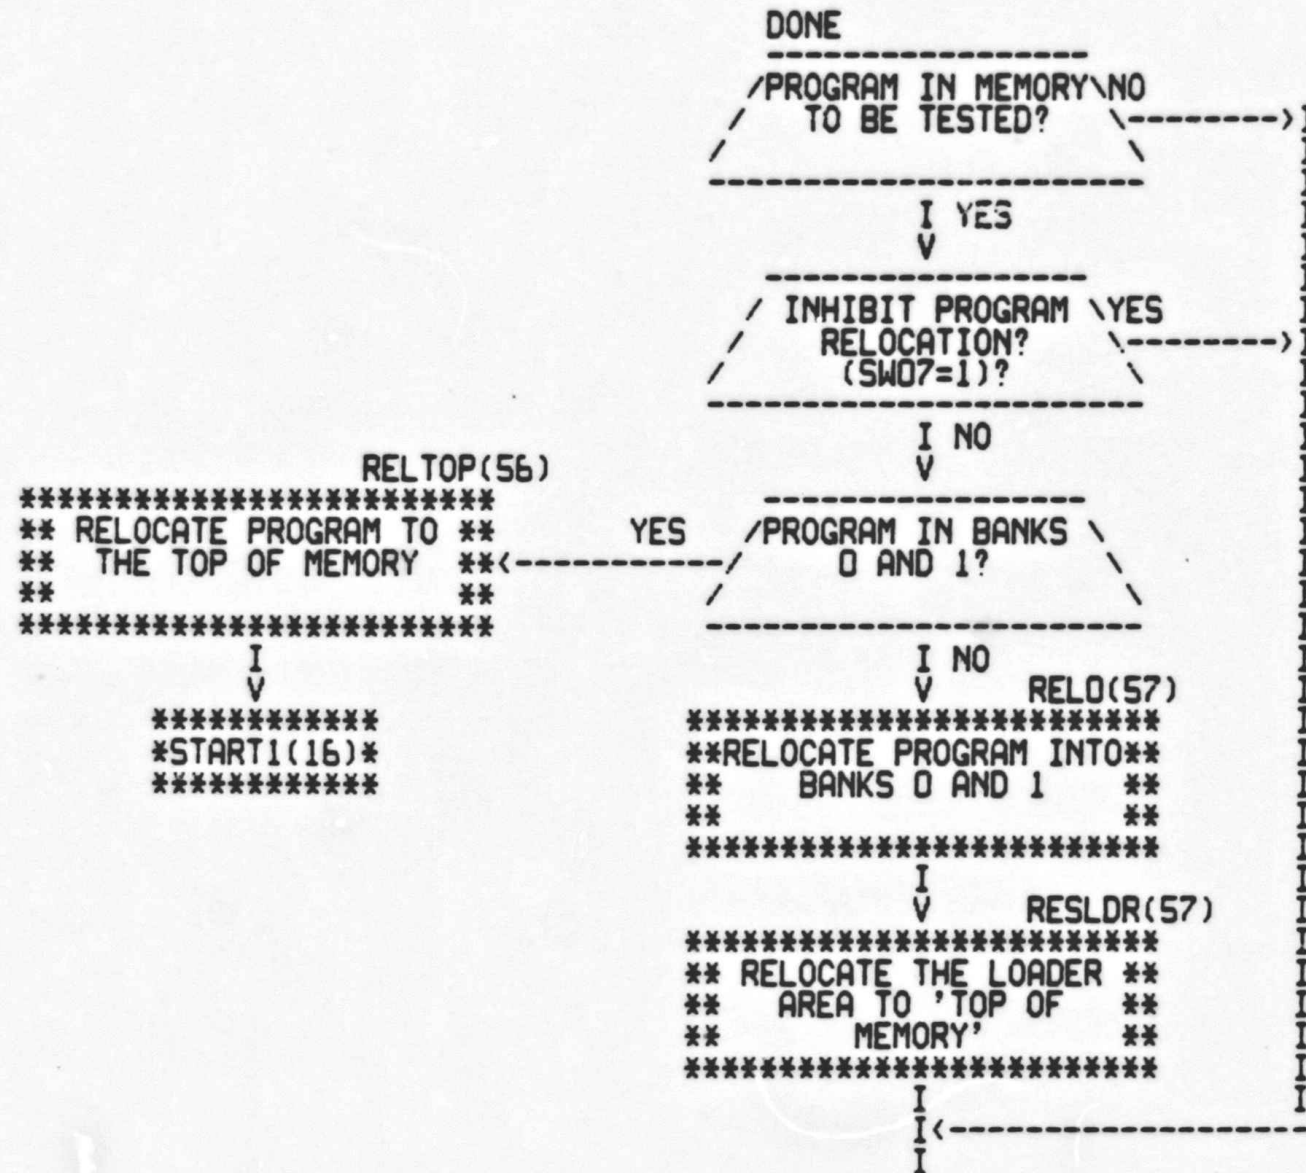 DONE
PROGRAM IN MEMORY NO
TO BE TESTED?
YES
INHIBIT PROGRAM YES
RELOCATION?
(SW07=1)?
NO
RELTOP(56)
** RELOCATE PROGRAM TO **
** THE TOP OF MEMORY **
YES
PROGRAM IN BANKS
0 AND 1?
*START1(16)*
NO
RELO(57)
**RELOCATE PROGRAM INTO**
** BANKS 0 AND 1 **
RESLDR(57)
** RELOCATE THE LOADER **
** AREA TO 'TOP OF **
** MEMORY' **